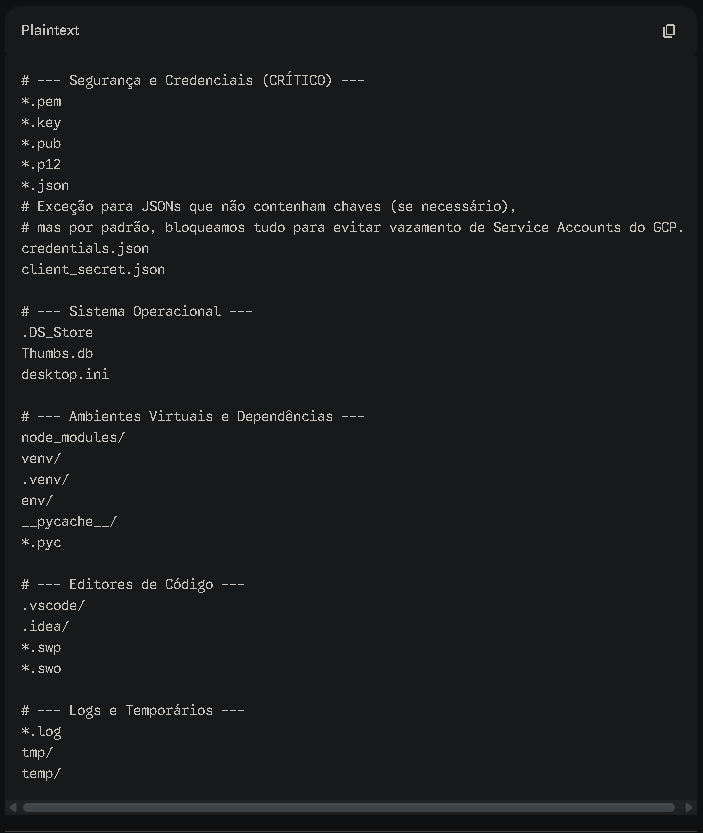 Plaintext
# --- Segurança e Credenciais (CRÍTICO) ---
*.pem
*.key
*.pub
*.p12
*.json
# Exceção para JSONs que não contenham chaves (se necessário),
# mas por padrão, bloqueamos tudo para evitar vazamento de Service Accounts do GCP.
credentials.json
client_secret.json
# --- Sistema Operacional ---
.DS_Store
Thumbs.db
desktop.ini
# --- Ambientes Virtuais e Dependências ---
node_modules/
venv/
.venv/
env/
__pycache__/
*.pyc
# --- Editores de Código ---
.vscode/
.idea/
*.swp
*.swo
# --- Logs e Temporários ---
*.log
tmp/
temp/